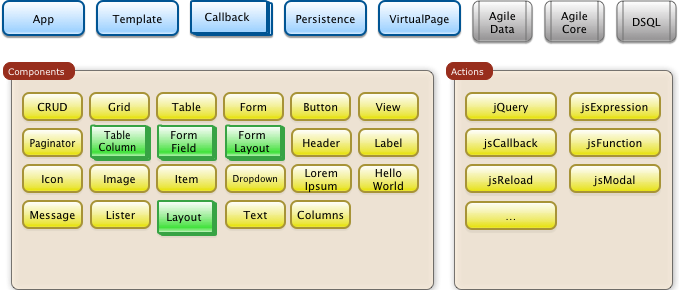 App
Template
Callback
Persistence
VirtualPage
Agile
Data
Agile
Core
DSQL
Components
CRUD
Grid
Table
Form
Button
View
Paginator
Table
Column
Form
Field
Form
Layout
Header
Label
Icon
Image
Item
Dropdown
Lorem
Ipsum
Hello
World
Message
Lister
Layout
Text
Columns
Actions
jQuery
jsExpression
jsCallback
jsFunction
jsReload
jsModal
...